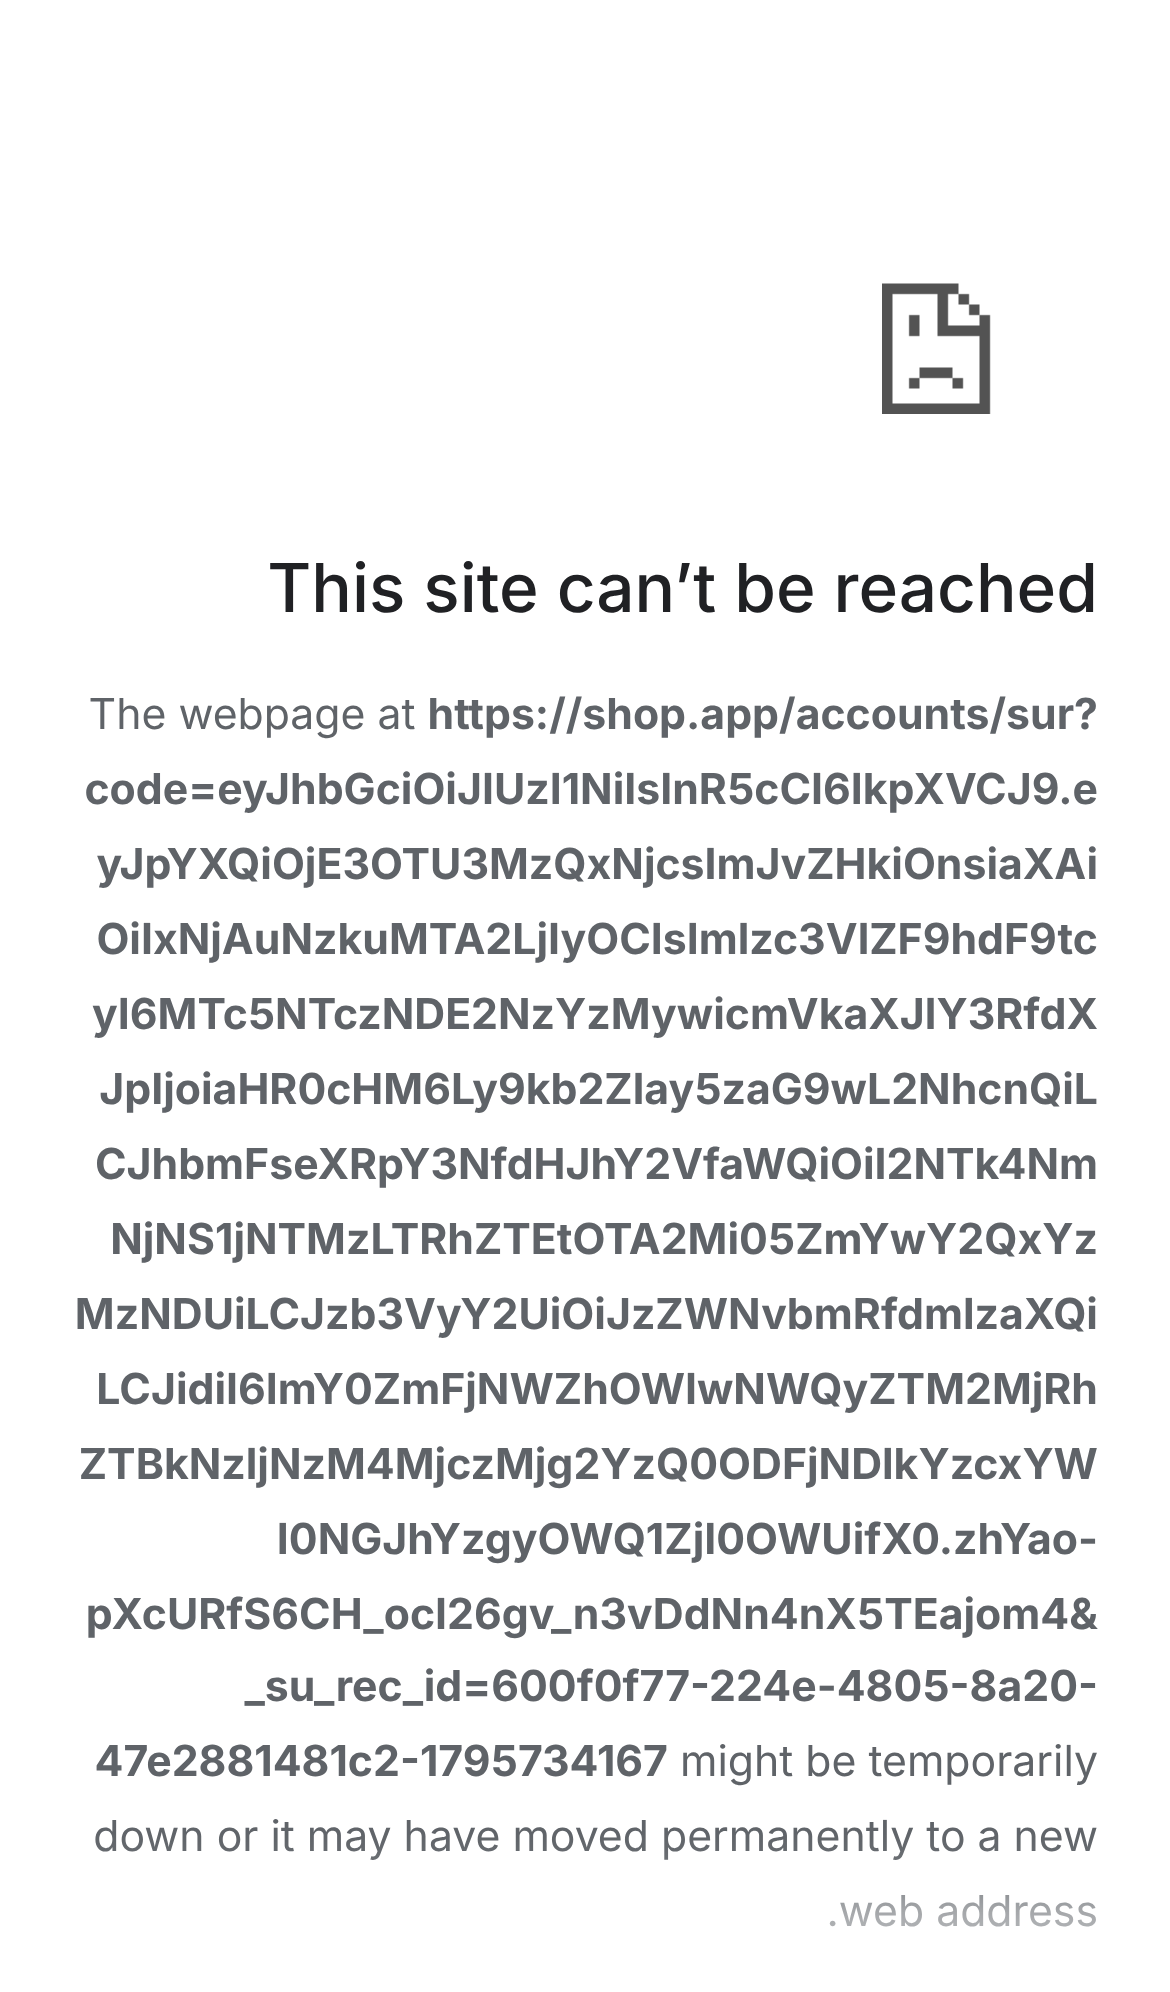 This site can’t be reached
The webpage at https://shop.app/accounts/sur?
code=eyJhbGciOiJIUzI1NiIsInR5cCI6IkpXVCJ9.e
yJpYXQiOjE3OTU3MzQxNjcsImJvZHkiOnsiaXAi
OiIxNjAuNzkuMTA2LjIyOCIsImlzc3VlZF9hdF9tc
yI6MTc5NTczNDE2NzYzMywicmVkaXJlY3RfdX
JpIjoiaHR0cHM6Ly9kb2Zlay5zaG9wL2NhcnQiL
CJhbmFseXRpY3NfdHJhY2VfaWQiOiI2NTk4Nm
NjNS1jNTMzLTRhZTEtOTA2Mi05ZmYwY2QxYz
MzNDUiLCJzb3VyY2UiOiJzZWNvbmRfdmlzaXQi
LCJidiI6ImY0ZmFjNWZhOWIwNWQyZTM2MjRh
ZTBkNzljNzM4MjczMjg2YzQ0ODFjNDlkYzcxYW
I0NGJhYzgyOWQ1ZjI0OWUifX0.zhYao-
pXcURfS6CH_ocI26gv_n3vDdNn4nX5TEajom4&
_su_rec_id=600f0f77-224e-4805-8a20-
47e2881481c2-1795734167 might be temporarily
down or it may have moved permanently to a new
.web address